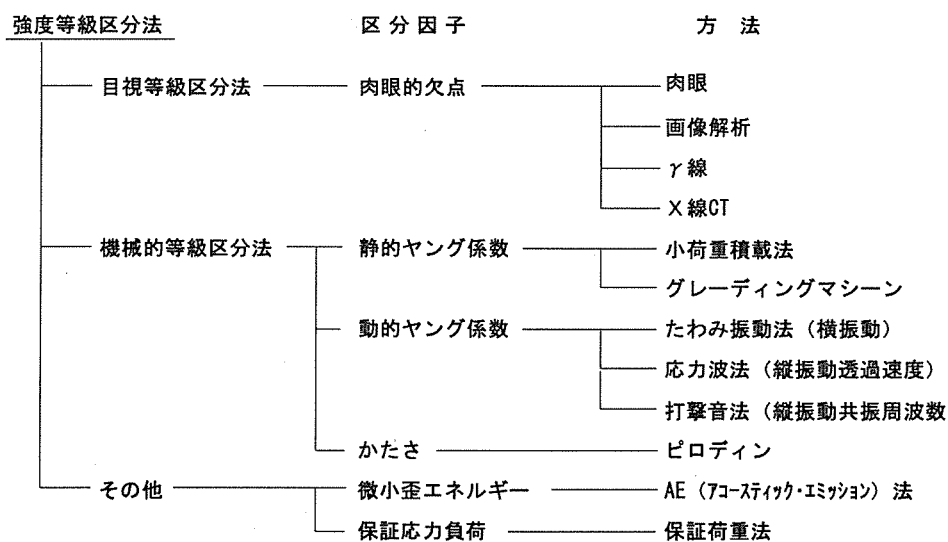 強度等級区分法 区分因子 方法
目視等級区分法 肉眼的欠点 肉眼
画像解析
γ線
X線CT
機械的等級区分法 静的ヤング係数 小荷重積載法
グレーディングマシーン
動的ヤング係数 たわみ振動法（横振動）
応力波法（縦振動透過速度）
打撃音法（縦振動共振周波数
かたさ ピロディン
その他 微小歪エネルギー AE（アコースティック・エミッション）法
保証応力負荷 保証荷重法